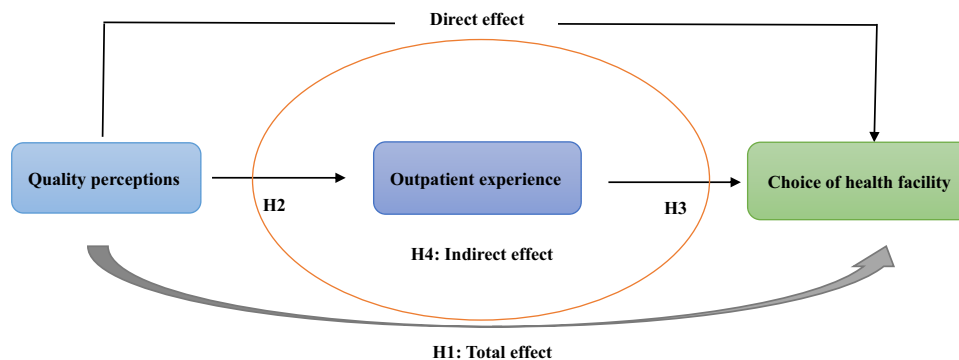 Direct effect
Quality perceptions
Outpatient experience
Choice of health facility
H2
H3
H4: Indirect effect
H1: Total effect